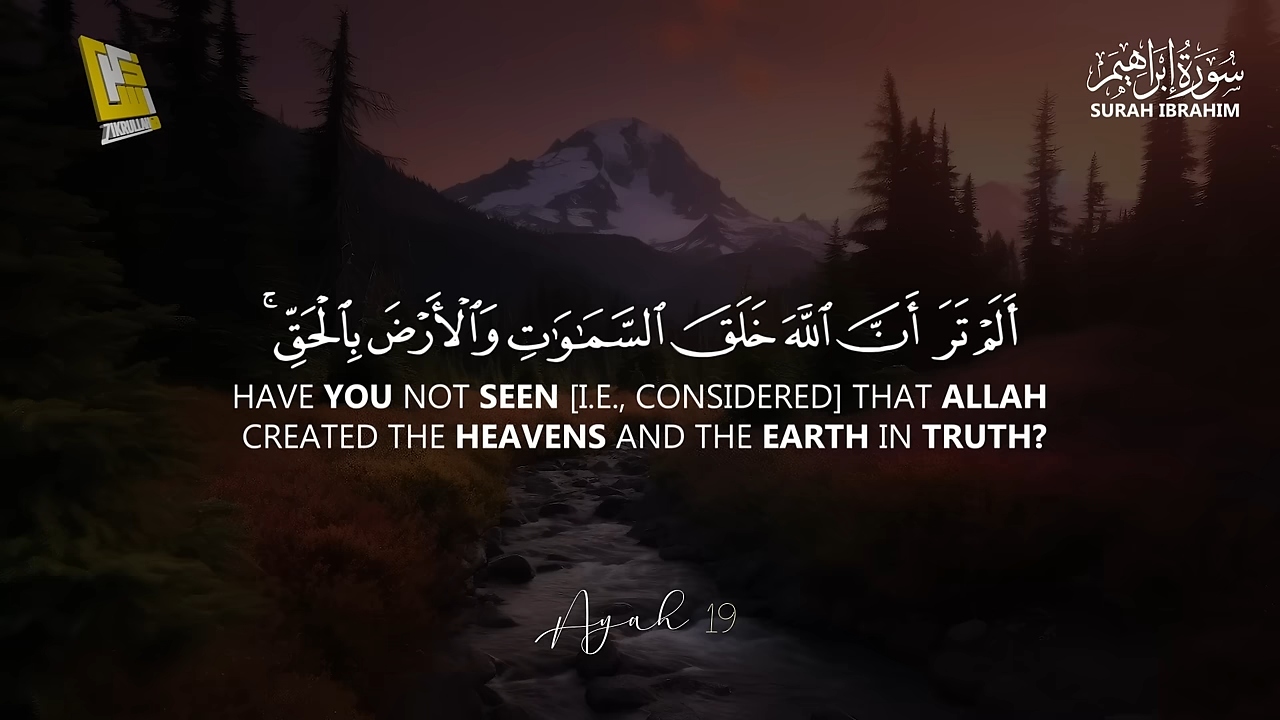 ZIKRULLAH
سُورَةُ إِبْرَاهِيم
SURAH IBRAHIM
أَلَمْ تَرَ أَنَّ ٱللَّهَ خَلَقَ ٱلسَّمَـٰوَٰتِ وَٱلْأَرْضَ بِٱلْحَقِّ ۚ
HAVE YOU NOT SEEN [I.E., CONSIDERED] THAT ALLAH
CREATED THE HEAVENS AND THE EARTH IN TRUTH?
Ayah 19